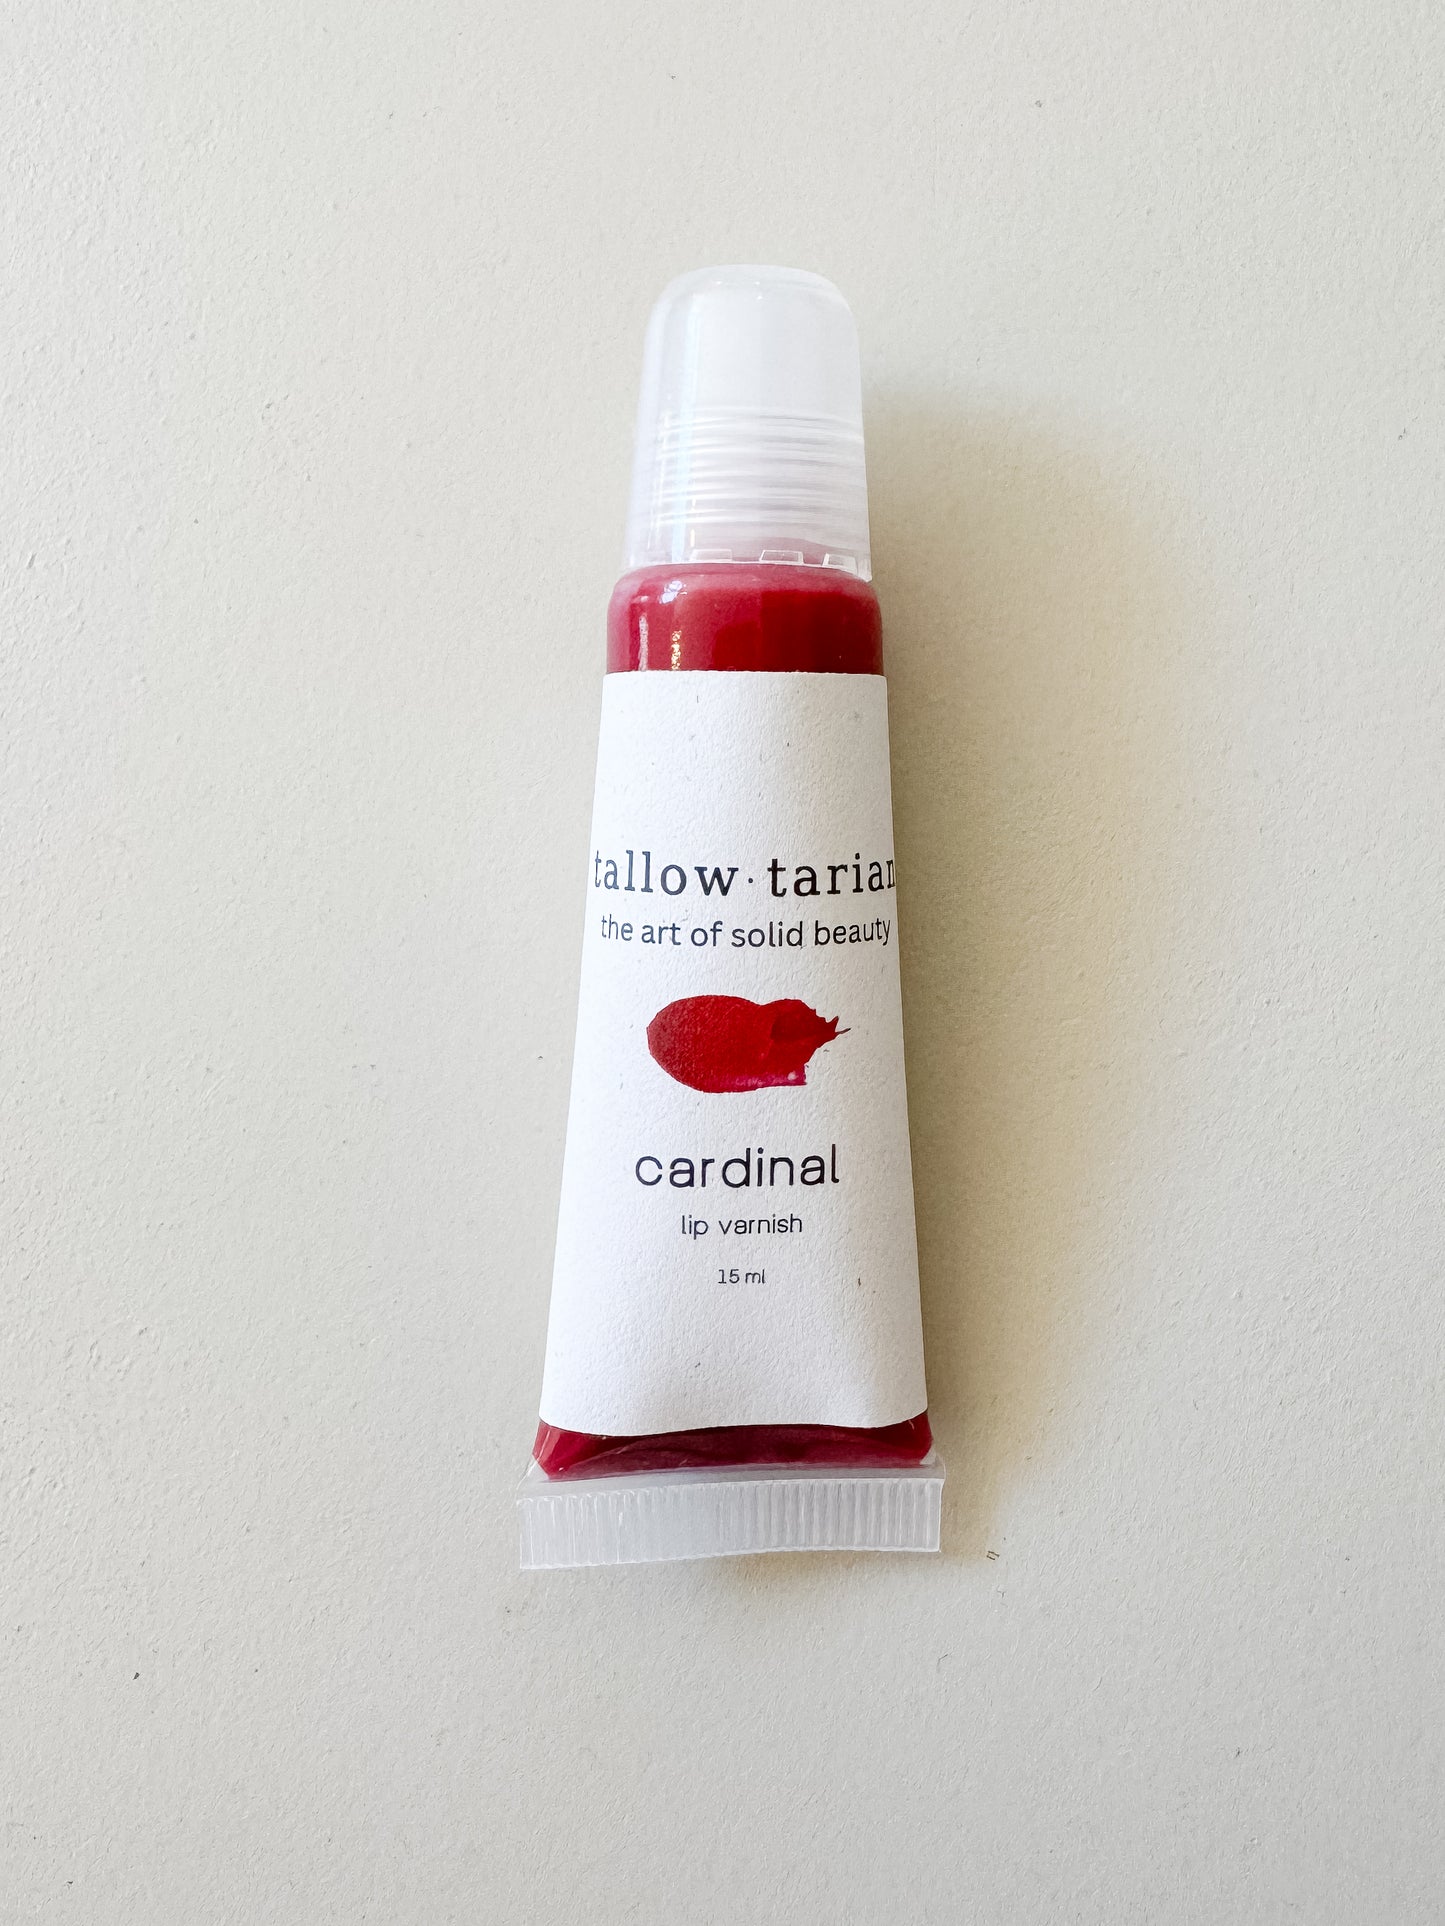 tallow · tarian
the art of solid beauty
cardinal
lip varnish
15 ml